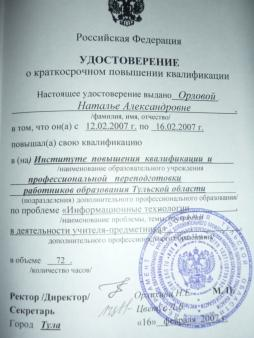 Российская Федерация
УДОСТОВЕРЕНИЕ
о краткосрочном повышении квалификации
Настоящее удостоверение выдано Орловой
Наталье Александровне
/фамилия, имя, отчество/
в том, что он(а) с 12.02.2007 г. по 16.02.2007 г.
повышал(а) свою квалификацию
в (на) Институте повышения квалификации и
/наименование образовательного учреждения
профессиональной переподготовки
работников образования Тульской области
(подразделения) дополнительного профессионального образования/
по проблеме «Информационные технологии
/наименование проблемы, темы, программы
в деятельности учителя-предметника»
дополнительного профессионального образования/
в объеме 72
/количество часов/
Ректор /Директор/ М.П.
Секретарь
Город Тула «16» февраля 2007 г.